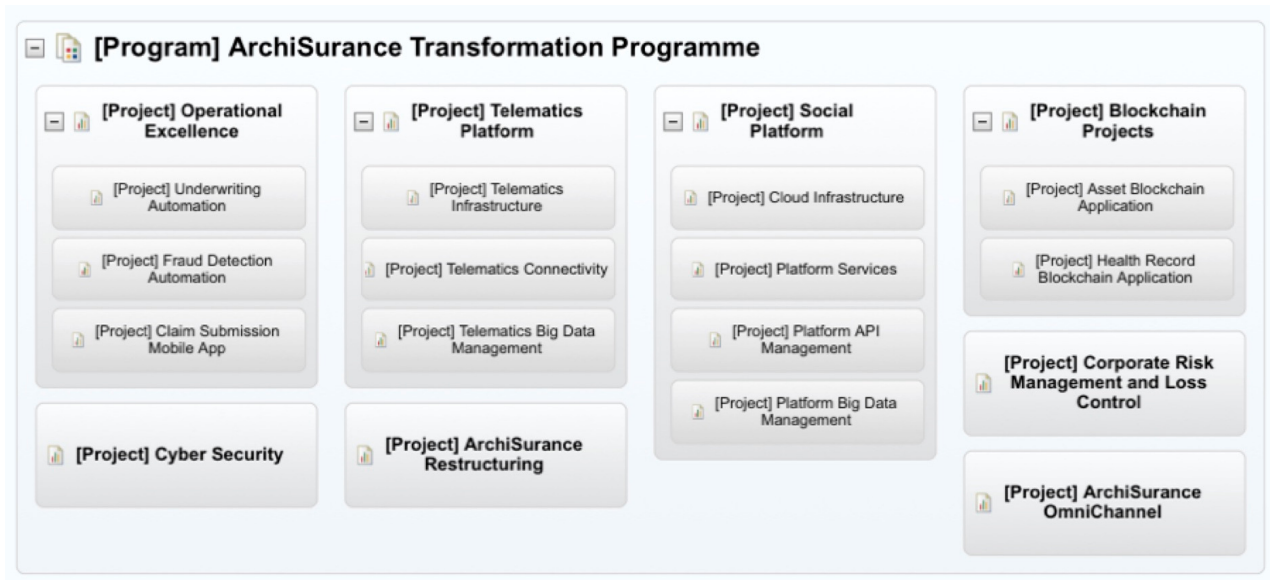 [Program] ArchiSurance Transformation Programme
[Project] Operational
Excellence
[Project] Underwriting
Automation
[Project] Fraud Detection
Automation
[Project] Claim Submission
Mobile App
[Project] Cyber Security
[Project] Telematics
Platform
[Project] Telematics
Infrastructure
[Project] Telematics Connectivity
[Project] Telematics Big Data
Management
[Project] ArchiSurance
Restructuring
[Project] Social
Platform
[Project] Cloud Infrastructure
[Project] Platform Services
[Project] Platform API
Management
[Project] Platform Big Data
Management
[Project] Blockchain
Projects
[Project] Asset Blockchain
Application
[Project] Health Record
Blockchain Application
[Project] Corporate Risk
Management and Loss
Control
[Project] ArchiSurance
OmniChannel